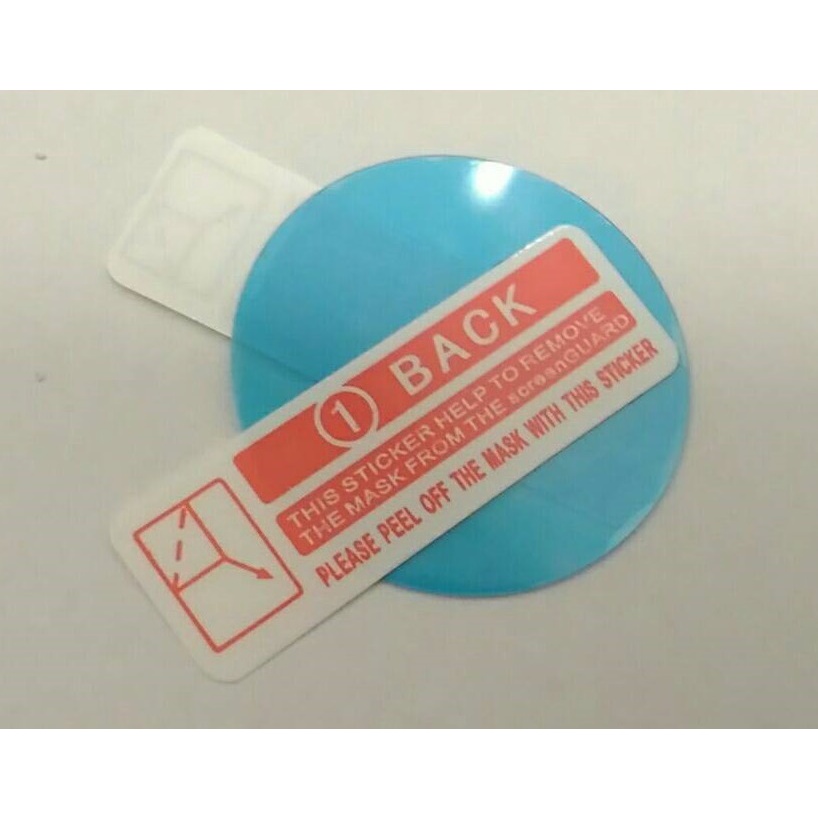 ① BACK
THIS STICKER HELP TO REMOVE
THE MASK FROM THE screenGUARD
PLEASE PEEL OFF THE MASK WITH THIS STICKER